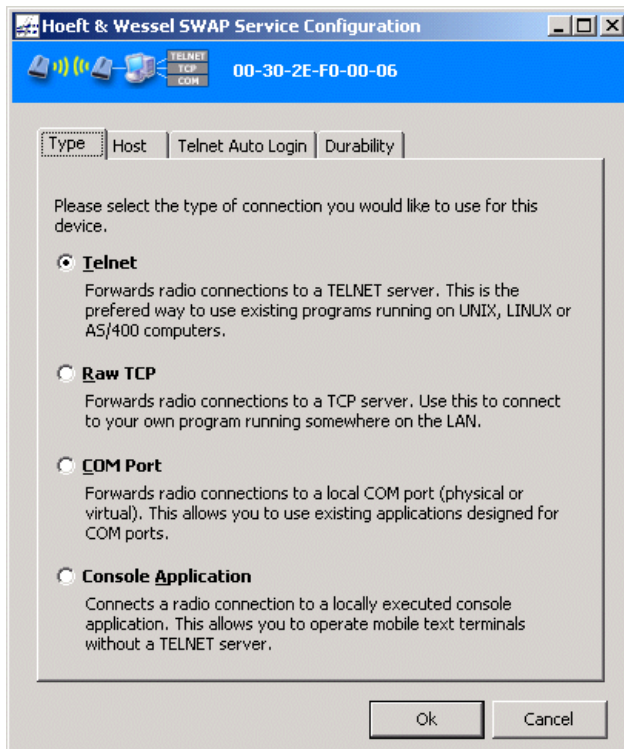 Hoeft & Wessel SWAP Service Configuration
TELNET
TCP
COM
00-30-2E-F0-00-06
Type Host Telnet Auto Login Durability
Please select the type of connection you would like to use for this
device.
Telnet
Forwards radio connections to a TELNET server. This is the
prefered way to use existing programs running on UNIX, LINUX or
AS/400 computers.
Raw TCP
Forwards radio connections to a TCP server. Use this to connect
to your own program running somewhere on the LAN.
COM Port
Forwards radio connections to a local COM port (physical or
virtual). This allows you to use existing applications designed for
COM ports.
Console Application
Connects a radio connection to a locally executed console
application. This allows you to operate mobile text terminals
without a TELNET server.
Ok Cancel